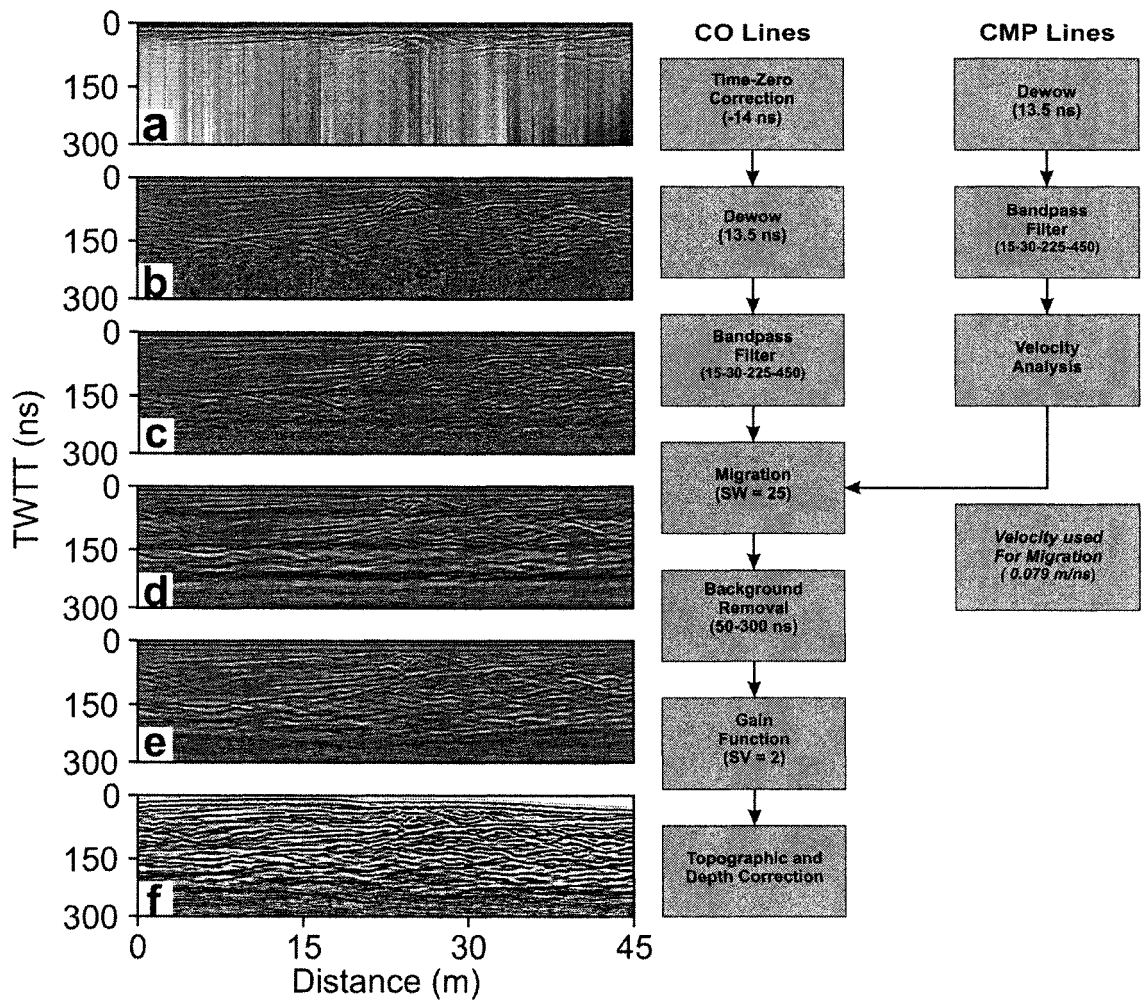 TWTT (ns)
0
150
300
a
0
150
300
b
0
150
300
c
0
150
300
d
0
150
300
e
0
150
300
f
0
15
30
45
Distance (m)
CO Lines
Time-Zero
Correction
(-14 ns)
Dewow
(13.5 ns)
Bandpass
Filter
(15-30-225-450)
Migration
(SW = 25)
Background
Removal
(50-300 ns)
Gain
Function
(SV = 2)
Topographic and
Depth Correction
CMP Lines
Dewow
(13.5 ns)
Bandpass
Filter
(15-30-225-450)
Velocity
Analysis
Velocity used
For Migration
( 0.079 m/ns)